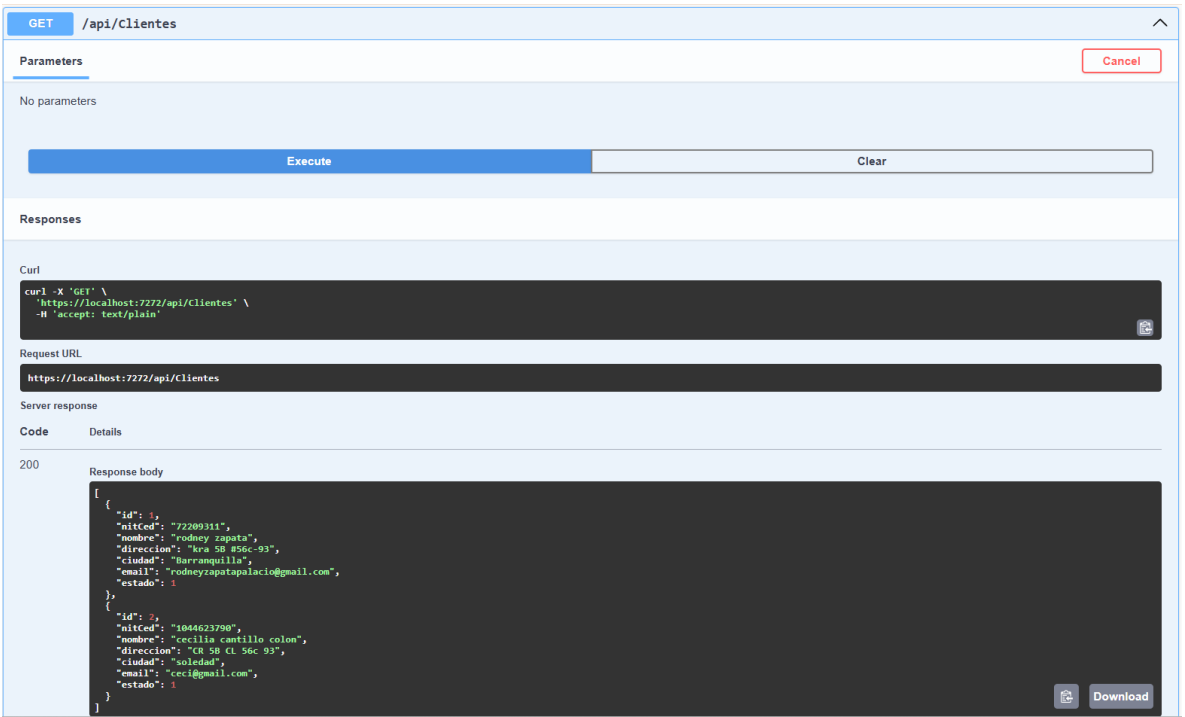 GET /api/Clientes
Parameters
Cancel
No parameters
Execute
Clear
Responses
Curl
curl -X 'GET' \
  'https://localhost:7272/api/Clientes' \
  -H 'accept: text/plain'
Request URL
https://localhost:7272/api/Clientes
Server response
Code Details
200
Response body
[
  {
    "id": 1,
    "nitCed": "72209311",
    "nombre": "rodney zapata",
    "direccion": "kra 5B #56c-93",
    "ciudad": "Barranquilla",
    "email": "rodneyzapatapalacio@gmail.com",
    "estado": 1
  },
  {
    "id": 2,
    "nitCed": "1044623790",
    "nombre": "cecilia cantillo colon",
    "direccion": "CR 5B CL 56c 93",
    "ciudad": "soledad",
    "email": "ceci@gmail.com",
    "estado": 1
  }
]
Download